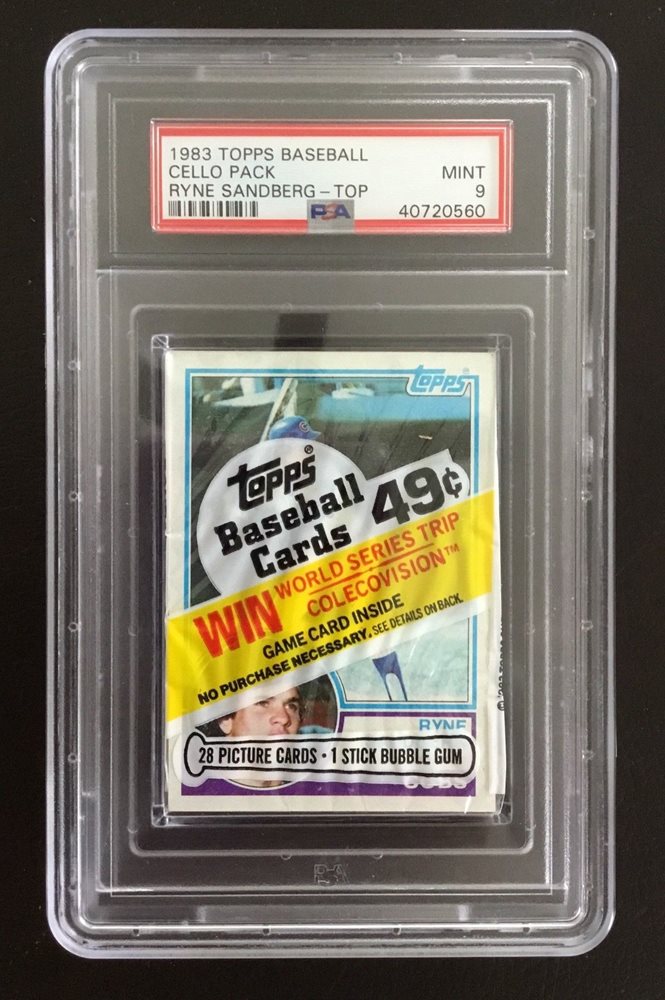 1983 TOPPS BASEBALL
CELLO PACK MINT
RYNE SANDBERG – TOP 9
PSA 40720560
topps
topps®
Baseball
Cards 49¢
WIN WORLD SERIES TRIP
COLECOVISION™
GAME CARD INSIDE
NO PURCHASE NECESSARY. SEE DETAILS ON BACK.
RYNE
28 PICTURE CARDS · 1 STICK BUBBLE GUM
CUBS
PSA